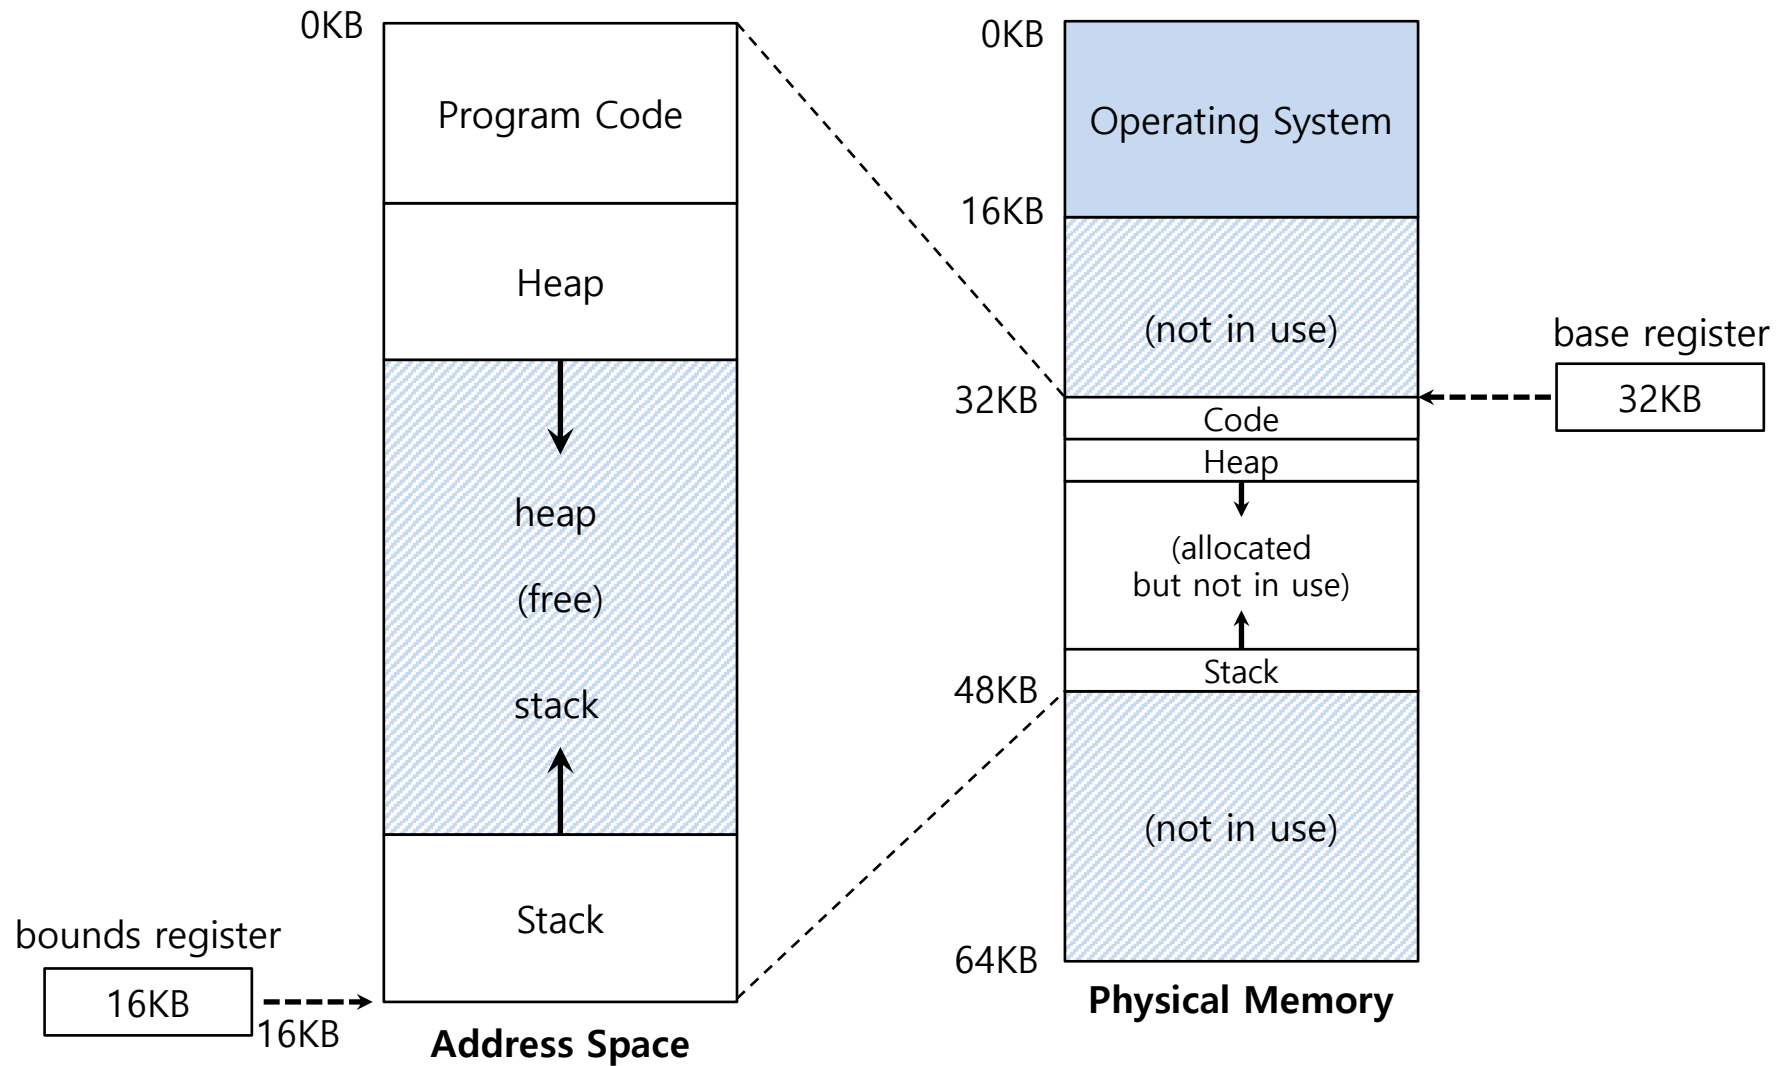 0KB
Program Code
Heap
heap
(free)
stack
Stack
bounds register
16KB
16KB
Address Space
0KB
Operating System
16KB
(not in use)
base register
32KB
32KB
Code
Heap
(allocated
but not in use)
Stack
48KB
(not in use)
64KB
Physical Memory